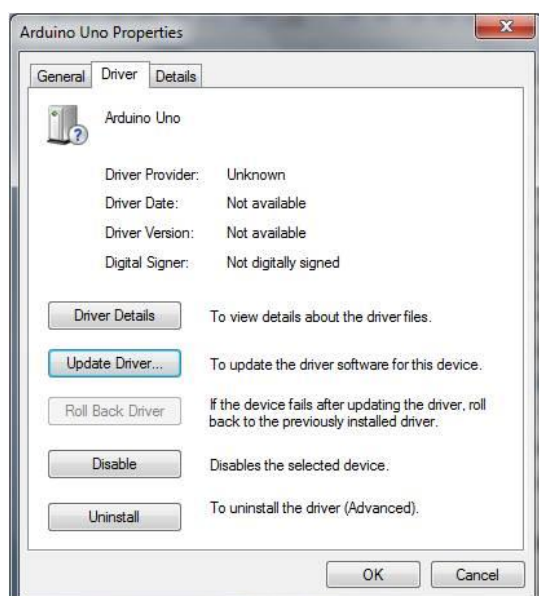 Arduino Uno Properties
General Driver Details
Arduino Uno
Driver Provider: Unknown
Driver Date: Not available
Driver Version: Not available
Digital Signer: Not digitally signed
Driver Details To view details about the driver files.
Update Driver... To update the driver software for this device.
Roll Back Driver If the device fails after updating the driver, roll
back to the previously installed driver.
Disable Disables the selected device.
Uninstall To uninstall the driver (Advanced).
OK Cancel